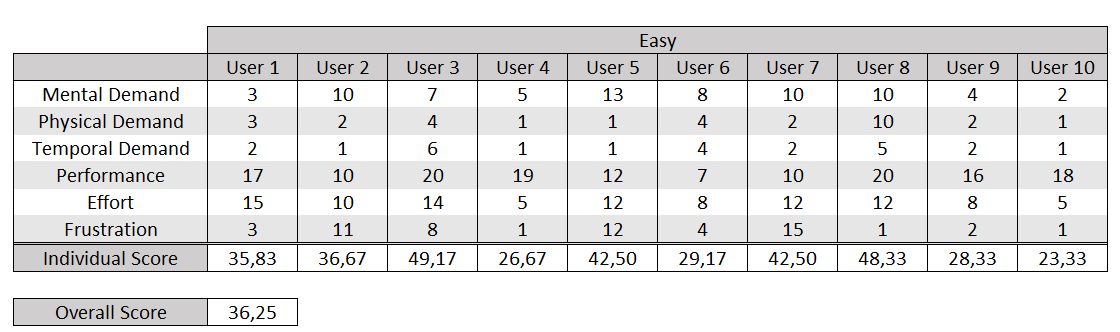 Easy
User 1 User 2 User 3 User 4 User 5 User 6 User 7 User 8 User 9 User 10
Mental Demand 3 10 7 5 13 8 10 10 4 2
Physical Demand 3 2 4 1 1 4 2 10 2 1
Temporal Demand 2 1 6 1 1 4 2 5 2 1
Performance 17 10 20 19 12 7 10 20 16 18
Effort 15 10 14 5 12 8 12 12 8 5
Frustration 3 11 8 1 12 4 15 1 2 1
Individual Score 35,83 36,67 49,17 26,67 42,50 29,17 42,50 48,33 28,33 23,33
Overall Score 36,25